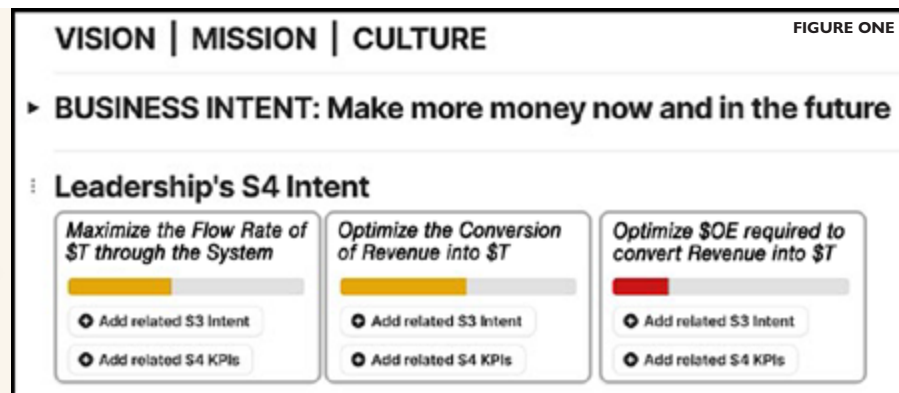 VISION | MISSION | CULTURE
FIGURE ONE
BUSINESS INTENT: Make more money now and in the future
Leadership's S4 Intent
Maximize the Flow Rate of
$T through the System
Add related S3 Intent
Add related S4 KPIs
Optimize the Conversion
of Revenue into $T
Add related S3 Intent
Add related S4 KPIs
Optimize $OE required to
convert Revenue into $T
Add related S3 Intent
Add related S4 KPIs